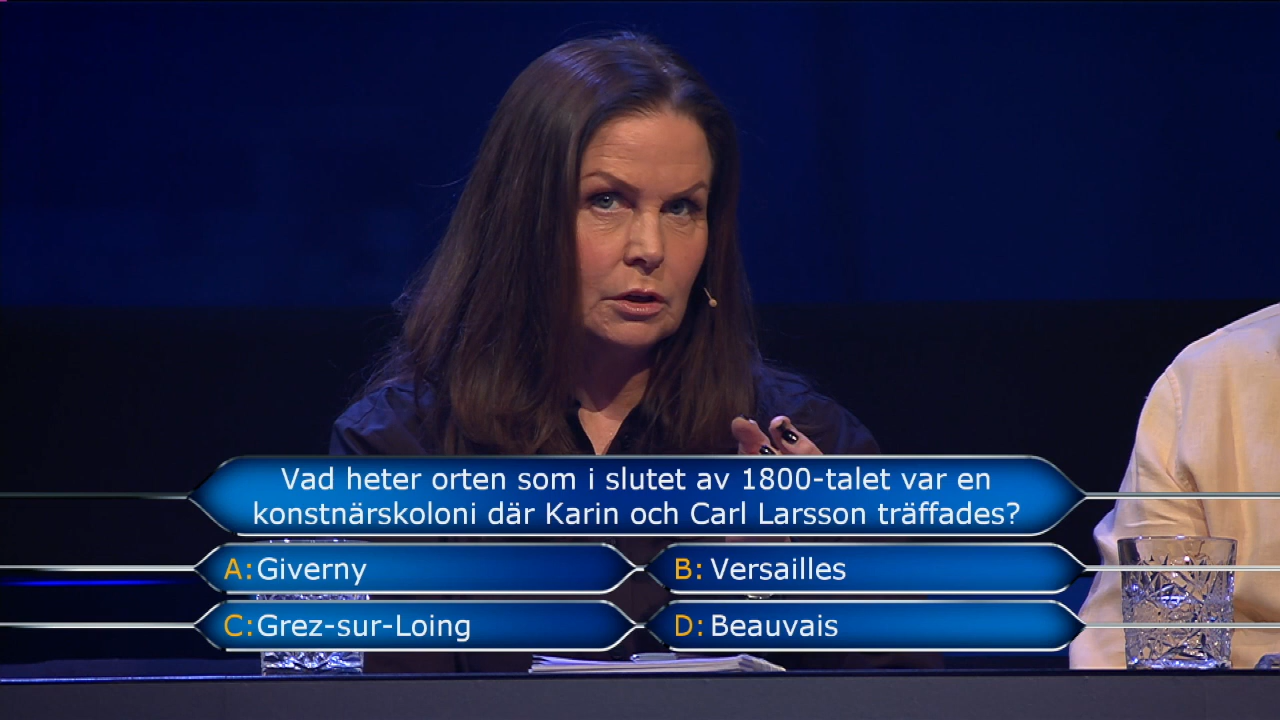 Vad heter orten som i slutet av 1800-talet var en
konstnärskoloni där Karin och Carl Larsson träffades?
A: Giverny
B: Versailles
C: Grez-sur-Loing
D: Beauvais